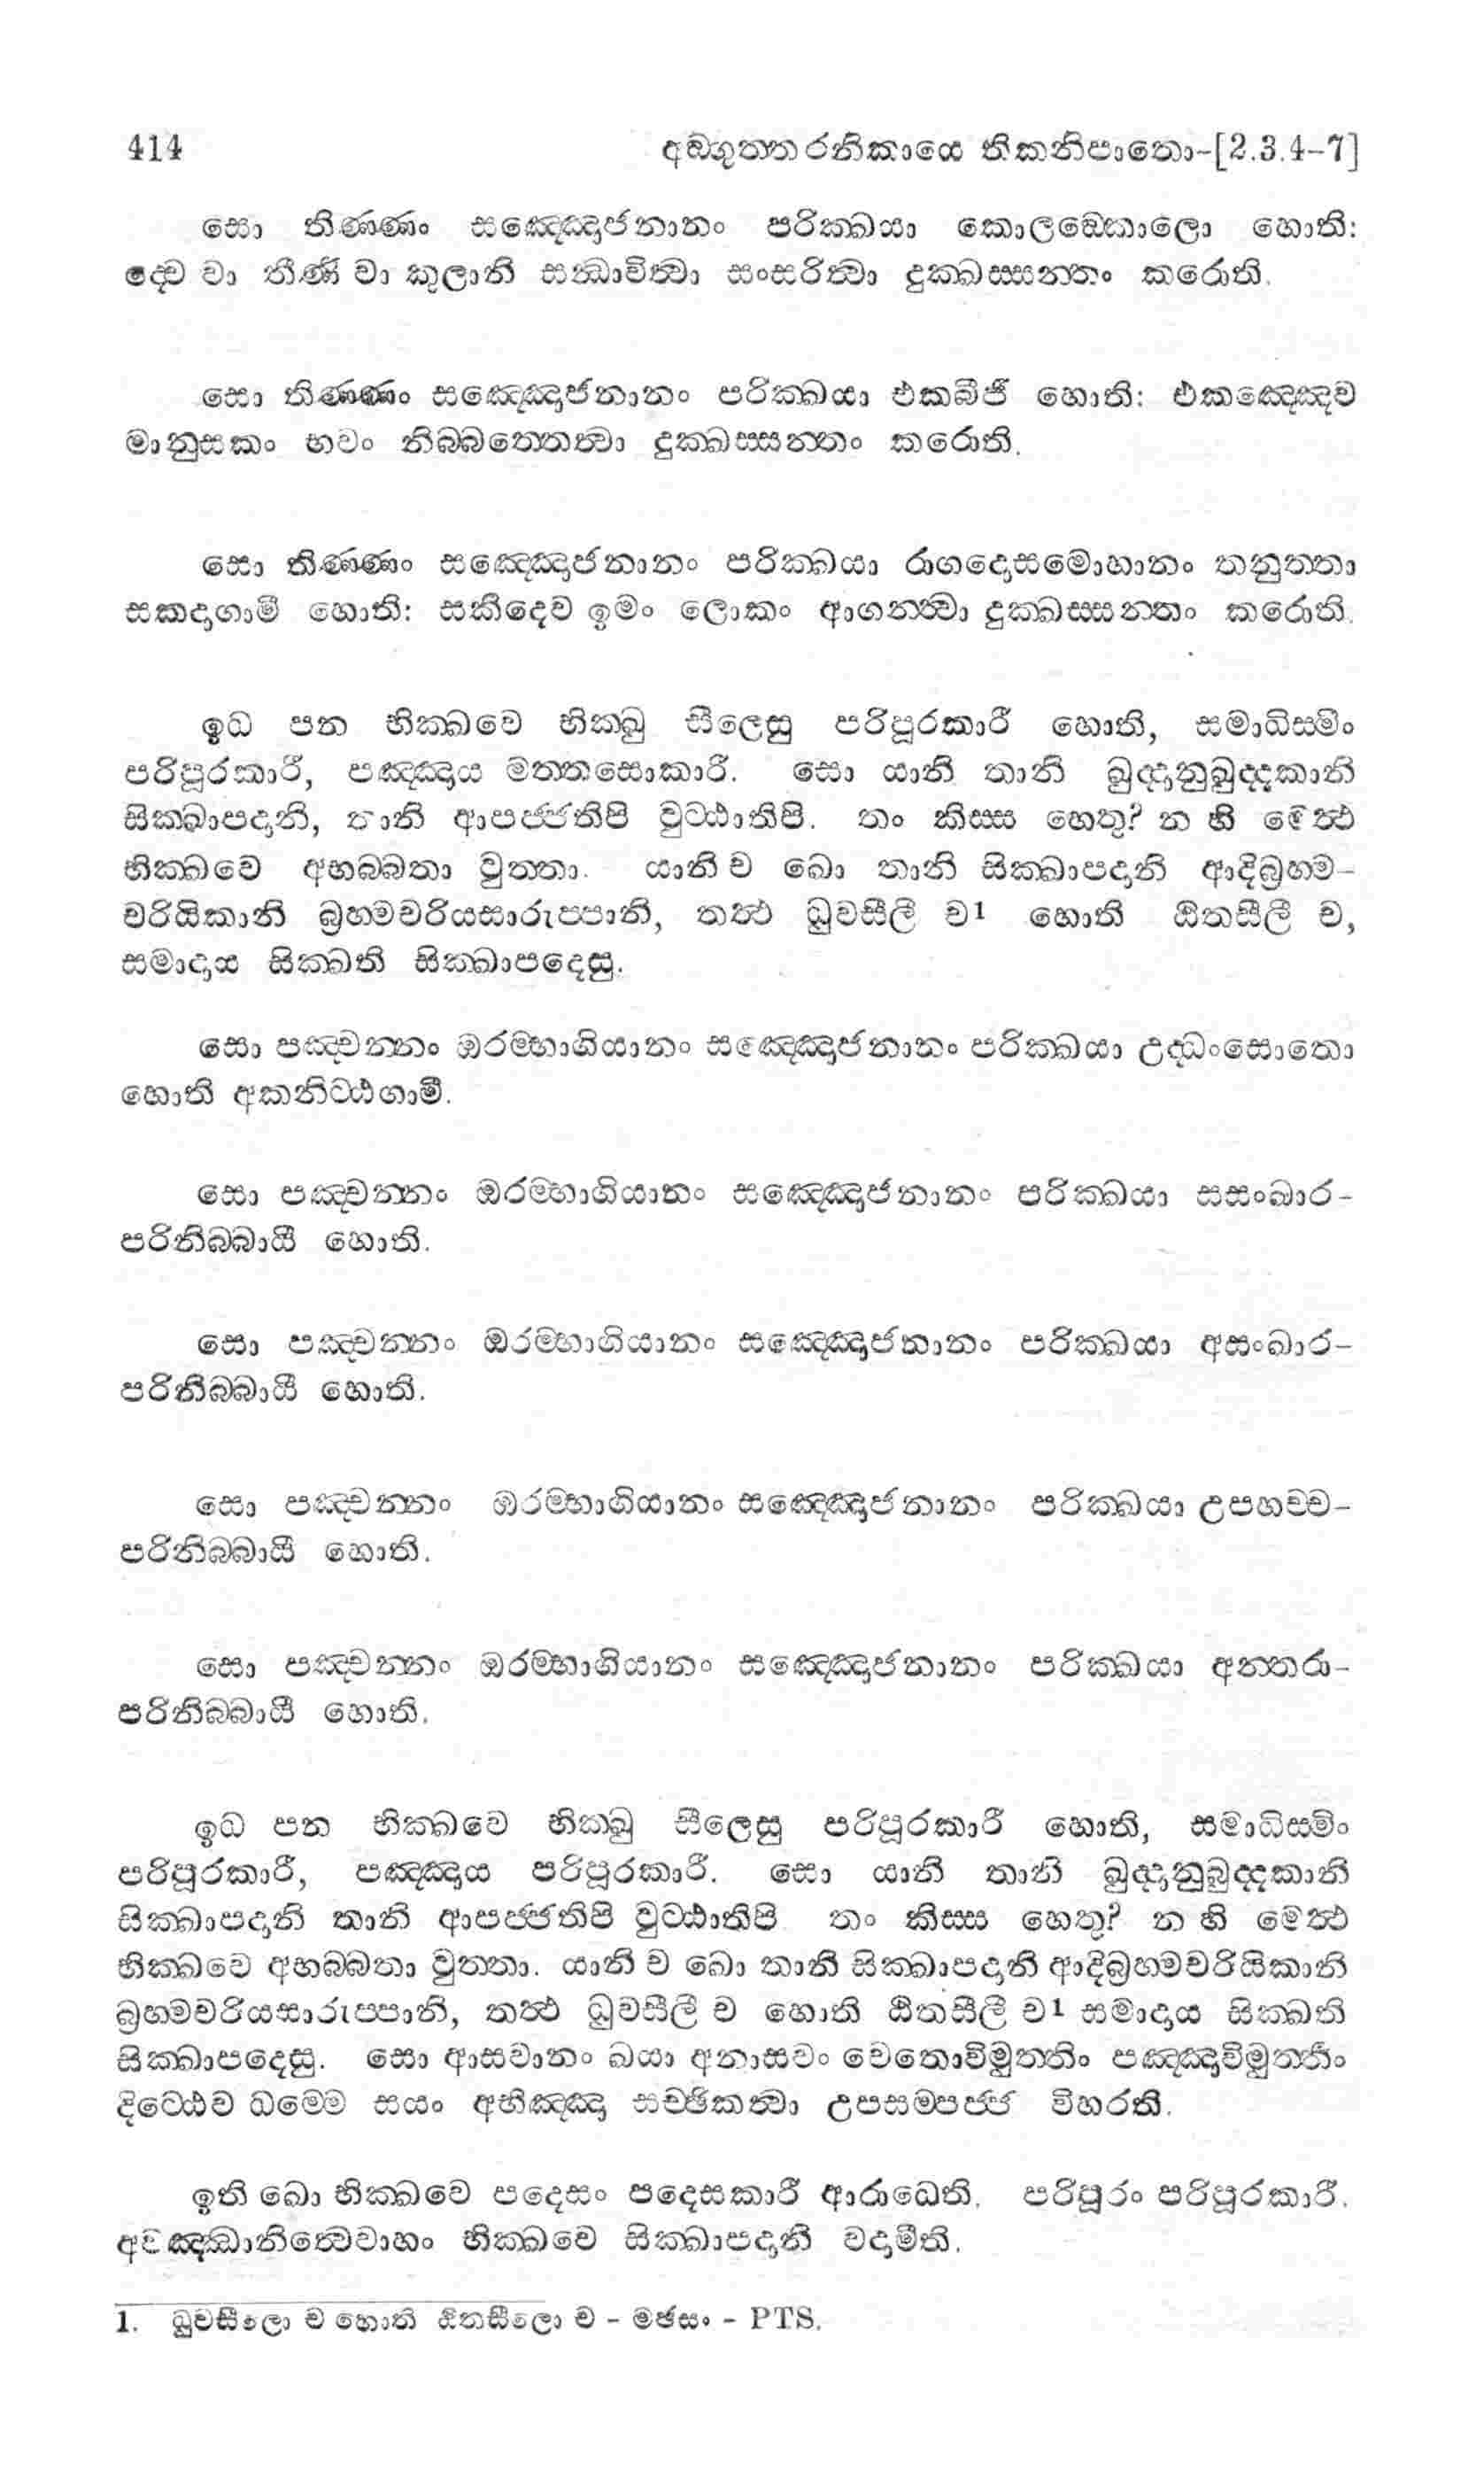 414 අඞ්ගුත්තරනිකායෙ තිකනිපාතො-[2.3.4-7]
සො තිණ්ණං සඤ්ඤොජනානං පරික්ඛයා කොලඞ්කොලො හොති:
ද්වෙ වා තීණි වා කුලානි සන්ධාවිත්වා සංසරිත්වා දුක්ඛස්සන්තං කරොති.
සො තිණ්ණං සඤ්ඤොජනානං පරික්ඛයා එකබීජී හොති: එකඤ්ඤෙව
මානුසකං භවං නිබ්බත්තෙත්වා දුක්ඛස්සන්තං කරොති.
සො තිණ්ණං සඤ්ඤොජනානං පරික්ඛයා රාගදොසමොහානං තනුත්තා
සකදාගාමී හොති: සකිදෙව ඉමං ලොකං ආගන්ත්වා දුක්ඛස්සන්තං කරොති.
ඉධ පන භික්ඛවෙ භික්ඛු සීලෙසු පරිපූරකාරී හොති, සමාධිස්මිං
පරිපූරකාරී, පඤ්ඤාය මත්තසොකාරී. සො යානි තානි ඛුද්දානුඛුද්දකානි
සික්ඛාපදානි, තානි ආපජ්ජතිපි වුට්ඨාතිපි. තං කිස්ස හෙතු? න හි මෙත්ථ
භික්ඛවෙ අභබ්බතා වුත්තා. යානි ච ඛො තානි සික්ඛාපදානි ආදිබ්‍රහ්ම-
චරියිකානි බ්‍රහ්මචරියසාරුප්පානි, තත්ථ ධුවසීලී ච1 හොති ඨිතසීලී ච,
සමාදාය සික්ඛති සික්ඛාපදෙසු.
සො පඤ්චන්නං ඔරම්භාගියානං සඤ්ඤොජනානං පරික්ඛයා උද්ධංසොතො
හොති අකනිට්ඨගාමී.
සො පඤ්චන්නං ඔරම්භාගියානං සඤ්ඤොජනානං පරික්ඛයා සසංඛාර-
පරිනිබ්බායී හොති.
සො පඤ්චන්නං ඔරම්භාගියානං සඤ්ඤොජනානං පරික්ඛයා අසංඛාර-
පරිනිබ්බායී හොති.
සො පඤ්චන්නං ඔරම්භාගියානං සඤ්ඤොජනානං පරික්ඛයා උපහච්ච-
පරිනිබ්බායී හොති.
සො පඤ්චන්නං ඔරම්භාගියානං සඤ්ඤොජනානං පරික්ඛයා අන්තරා-
පරිනිබ්බායී හොති.
ඉධ පන භික්ඛවෙ භික්ඛු සීලෙසු පරිපූරකාරී හොති, සමාධිස්මිං
පරිපූරකාරී, පඤ්ඤාය පරිපූරකාරී. සො යානි තානි ඛුද්දානුඛුද්දකානි
සික්ඛාපදානි තානි ආපජ්ජතිපි වුට්ඨාතිපි තං කිස්ස හෙතු? න හි මෙත්ථ
භික්ඛවෙ අභබ්බතා වුත්තා. යානි ච ඛො තානි සික්ඛාපදානි ආදිබ්‍රහ්මචරියිකානි
බ්‍රහ්මචරියසාරුප්පානි, තත්ථ ධුවසීලී ච හොති ඨිතසීලී ච1 සමාදාය සික්ඛති
සික්ඛාපදෙසු. සො ආසවානං ඛයා අනාසවං චෙතොවිමුත්තිං පඤ්ඤාවිමුත්තිං
දිට්ඨෙව ධම්මෙ සයං අභිඤ්ඤා සච්ඡිකත්වා උපසම්පජ්ජ විහරති.
ඉති ඛො භික්ඛවෙ පදෙසං පදෙසකාරී ආරාධෙති. පරිපූරං පරිපූරකාරී.
අවඤ්ඣානිත්වෙවාහං භික්ඛවෙ සික්ඛාපදානි වදාමීති.
1. ධුවසීලො ච හොති ඨිතසීලො ච - මඡසං - PTS.